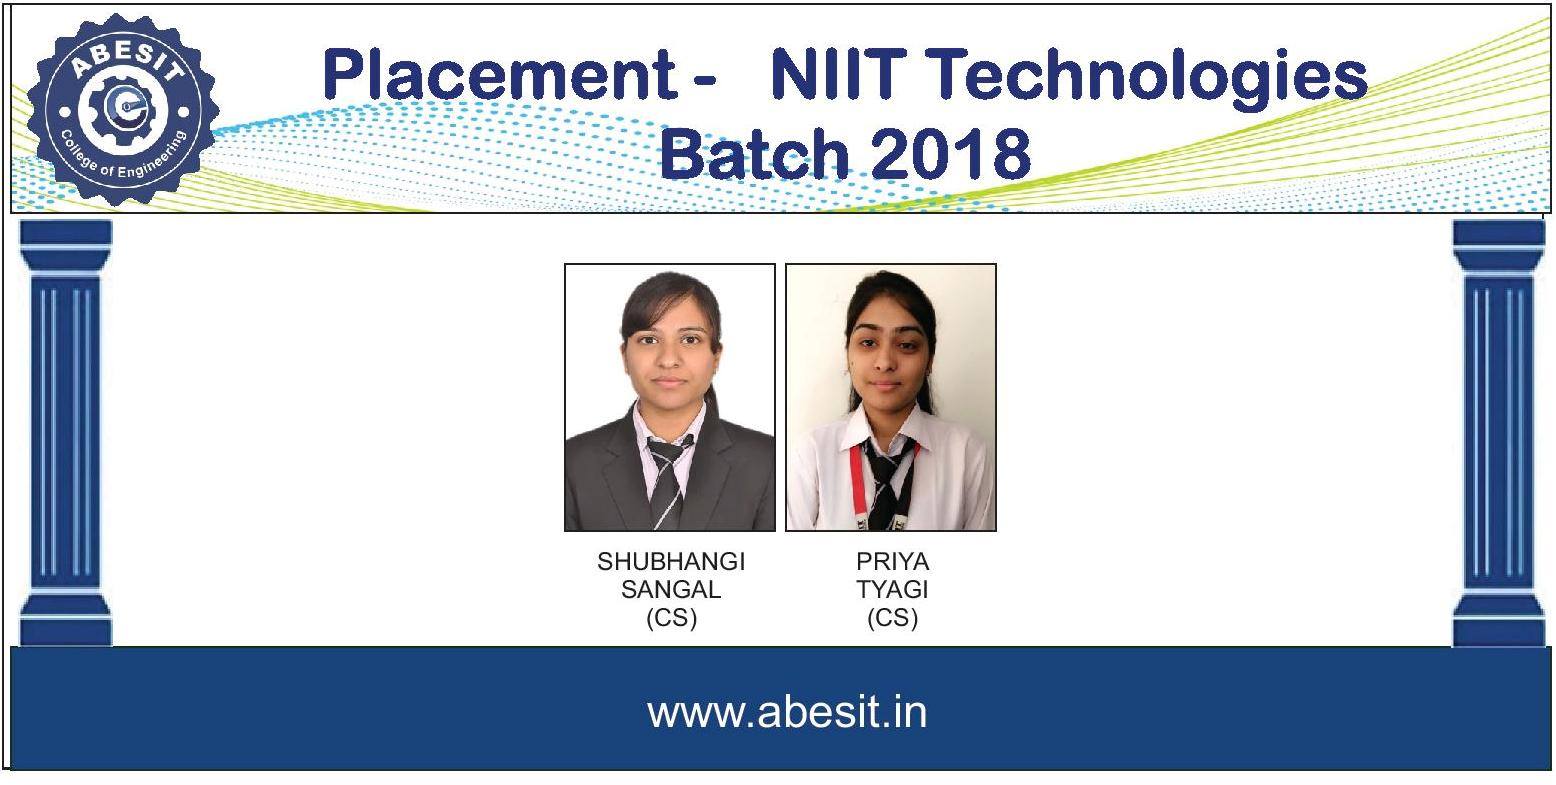 ABESIT
College of Engineering
Placement - NIIT Technologies
Batch 2018
SHUBHANGI
SANGAL
(CS)
PRIYA
TYAGI
(CS)
www.abesit.in